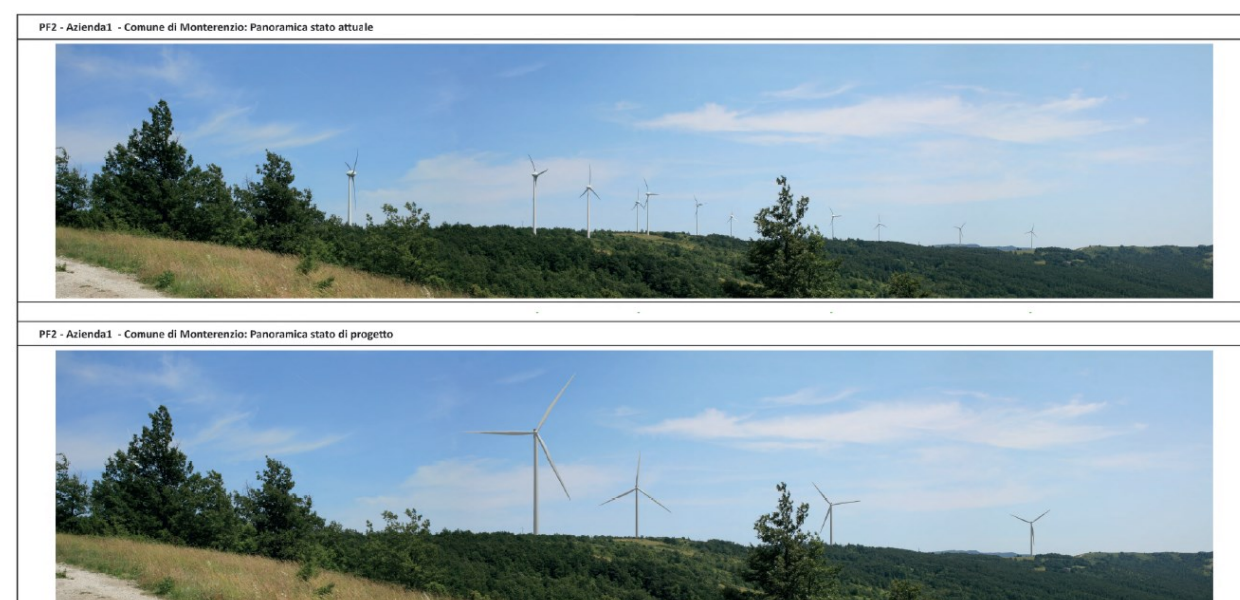 PF2 - Azienda1 - Comune di Monterenzio: Panoramica stato attuale
PF2 - Azienda1 - Comune di Monterenzio: Panoramica stato di progetto